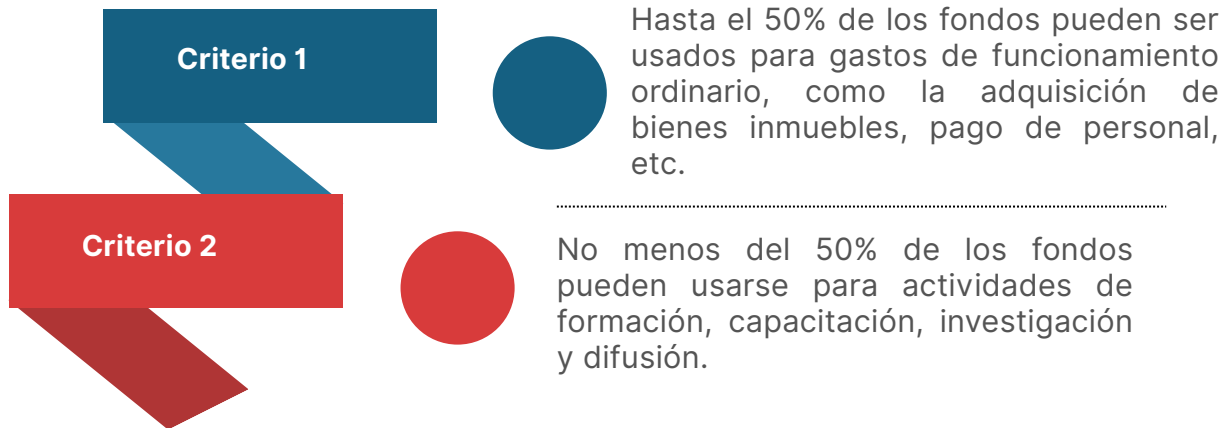 Criterio 1
Hasta el 50% de los fondos pueden ser
usados para gastos de funcionamiento
ordinario, como la adquisición de
bienes inmuebles, pago de personal,
etc.
Criterio 2
No menos del 50% de los fondos
pueden usarse para actividades de
formación, capacitación, investigación
y difusión.